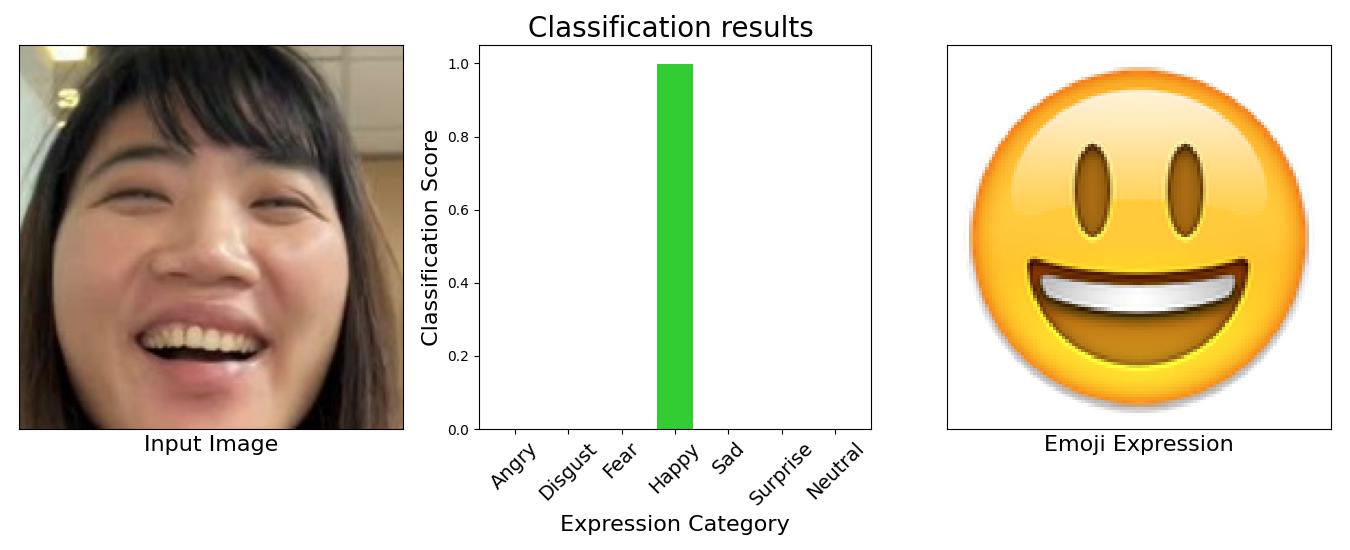 Classification results
Classification Score
1.0
0.8
0.6
0.4
0.2
0.0
Angry
Disgust
Fear
Happy
Sad
Surprise
Neutral
Expression Category
Input Image
Emoji Expression